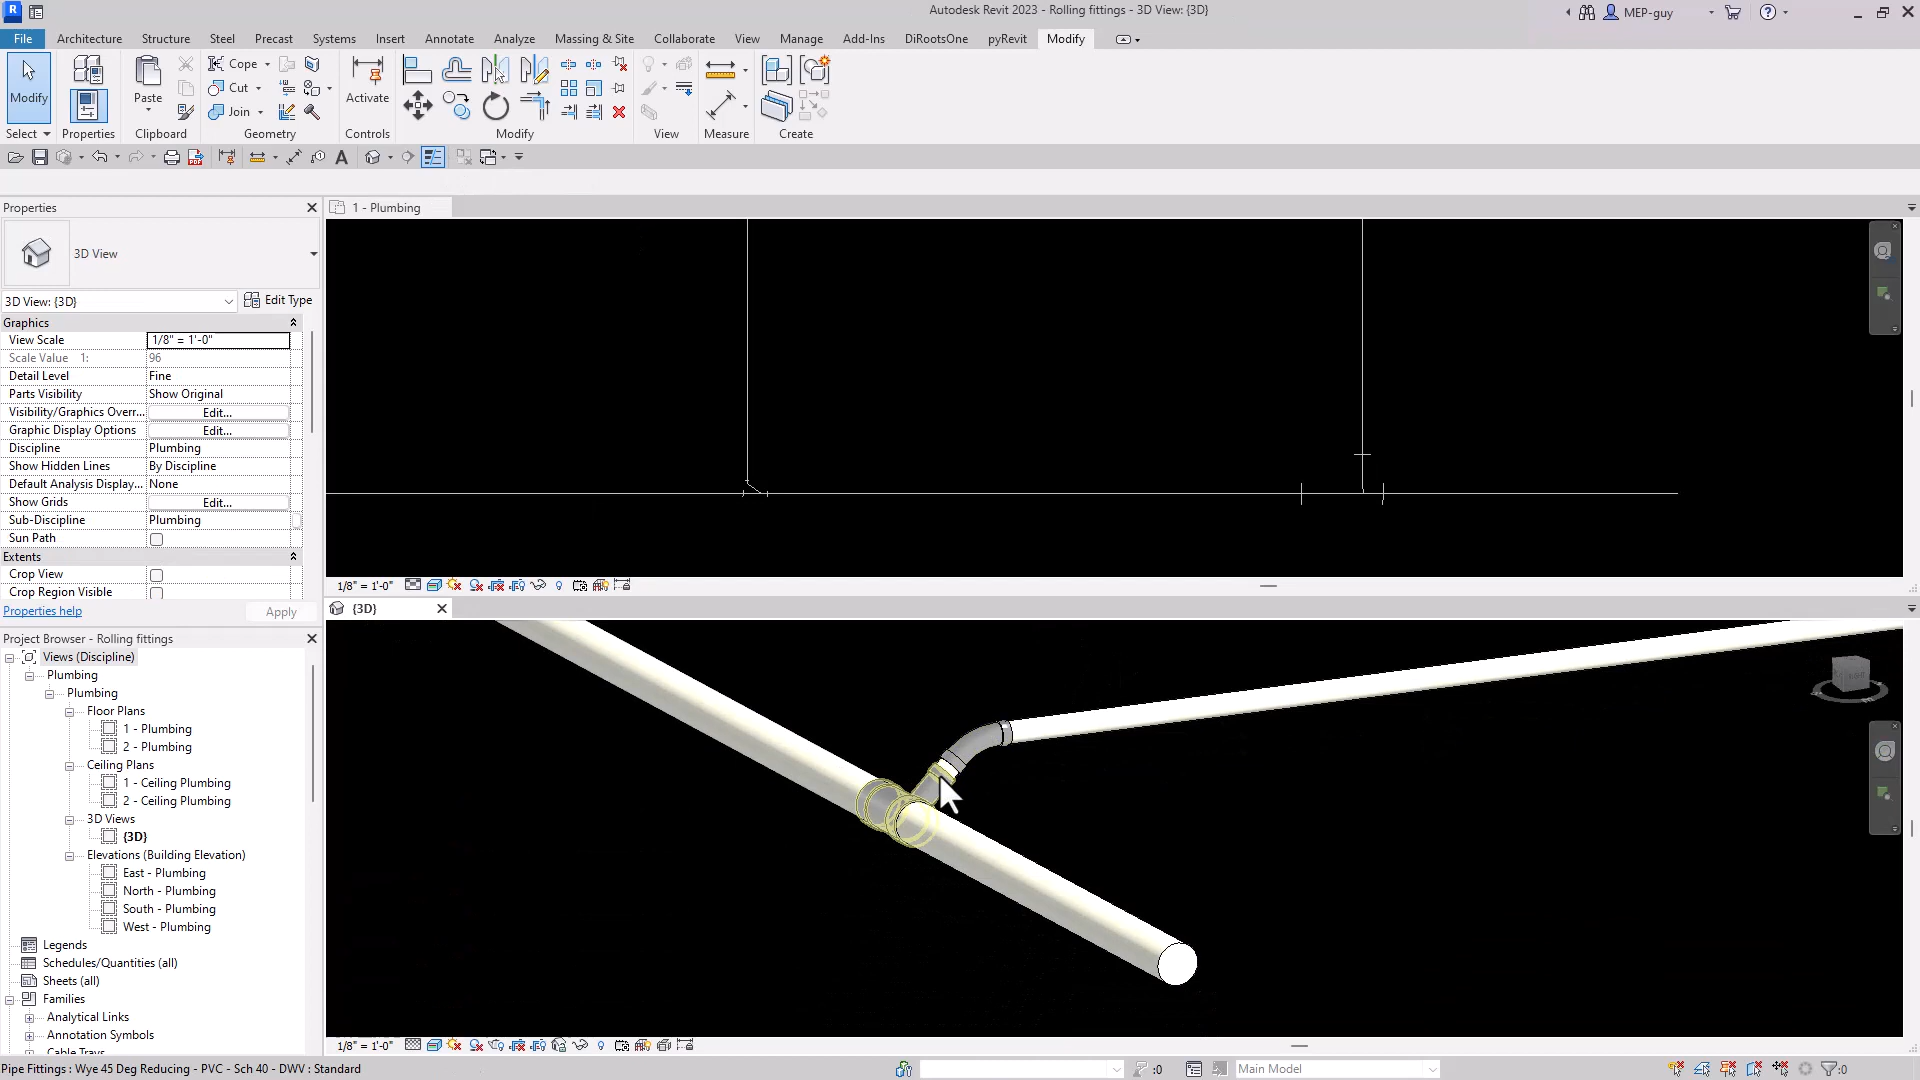 R
Autodesk Revit 2023 - Rolling fittings - 3D View: {3D}
MEP-guy
File
Architecture
Structure
Steel
Precast
Systems
Insert
Annotate
Analyze
Massing & Site
Collaborate
View
Manage
Add-Ins
DiRootsOne
pyRevit
Modify
Modify
Paste
Cope
Cut
Join
Activate
Select
Properties
Clipboard
Geometry
Controls
Modify
View
Measure
Create
Properties
1 - Plumbing
3D View
3D View: {3D}
Edit Type
Graphics
View Scale 1/8" = 1'-0"
Scale Value 1: 96
Detail Level Fine
Parts Visibility Show Original
Visibility/Graphics Overr... Edit...
Graphic Display Options Edit...
Discipline Plumbing
Show Hidden Lines By Discipline
Default Analysis Display... None
Show Grids Edit...
Sub-Discipline Plumbing
Sun Path
Extents
Crop View
Crop Region Visible
Properties help
Apply
1/8" = 1'-0"
{3D}
Project Browser - Rolling fittings
Views (Discipline)
Plumbing
Plumbing
Floor Plans
1 - Plumbing
2 - Plumbing
Ceiling Plans
1 - Ceiling Plumbing
2 - Ceiling Plumbing
3D Views
{3D}
Elevations (Building Elevation)
East - Plumbing
North - Plumbing
South - Plumbing
West - Plumbing
Legends
Schedules/Quantities (all)
Sheets (all)
Families
Analytical Links
Annotation Symbols
Cable Trays
1/8" = 1'-0"
Pipe Fittings : Wye 45 Deg Reducing - PVC - Sch 40 - DWV : Standard
:0
Main Model
:0